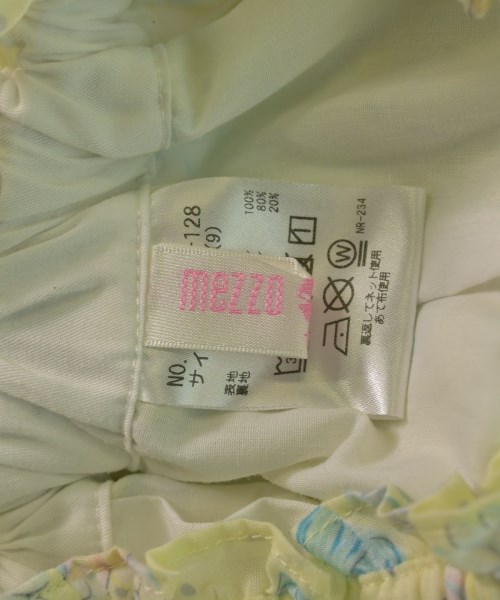 mezzo
NO.
-128
サイ
(9)
表地
100%
裏地
80%
20%
NR-234
裏返してネット使用
あて布使用